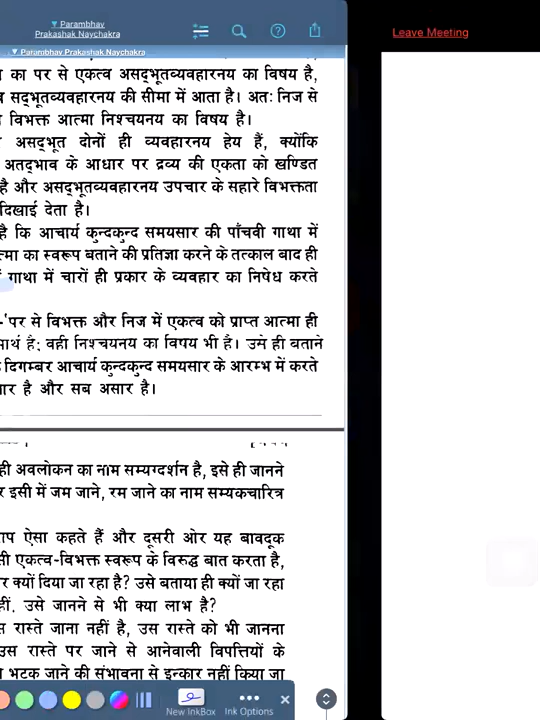 Parambhav
Prakashak Naychakra
Leave Meeting
Parambhav Prakashak Naychakra
का पर से एकत्व असद्भूतव्यवहारनय का विषय है,
सद्भूतव्यवहारनय की सीमा में आता है। अतः निज से
विभक्त आत्मा निश्चयनय का विषय है।
असद्भूत दोनों ही व्यवहारनय हेय हैं, क्योंकि
अतद्भाव के आधार पर द्रव्य की एकता को खण्डित
है और असद्भूतव्यवहारनय उपचार के सहारे विभक्तता
दिखाई देता है।
है कि आचार्य कुन्दकुन्द समयसार की पाँचवी गाथा में
त्मा का स्वरूप बताने की प्रतिज्ञा करने के तत्काल बाद ही
गाथा में चारों ही प्रकार के व्यवहार का निषेध करते
-'पर से विभक्त और निज में एकत्व को प्राप्त आत्मा ही
मार्थ है; वही निश्चयनय का विषय भी है। उसे ही बताने
दिगम्बर आचार्य कुन्दकुन्द समयसार के आरम्भ में करते
ार है और सब असार है।
ही अवलोकन का नाम सम्यग्दर्शन है, इसे ही जानने
र इसी में जम जाने, रम जाने का नाम सम्यक्चारित्र
ाप ऐसा कहते हैं और दूसरी ओर यह बावदूक
सी एकत्व-विभक्त स्वरूप के विरुद्ध बात करता है,
र क्यों दिया जा रहा है? उसे बताया ही क्यों जा रहा
हीं. उसे जानने से भी क्या लाभ है?
स रास्ते जाना नहीं है, उस रास्ते को भी जानना
उस रास्ते पर जाने से आनेवाली विपत्तियों के
भटक जाने की संभावना से इन्कार नहीं किया जा
New InkBox
Ink Options